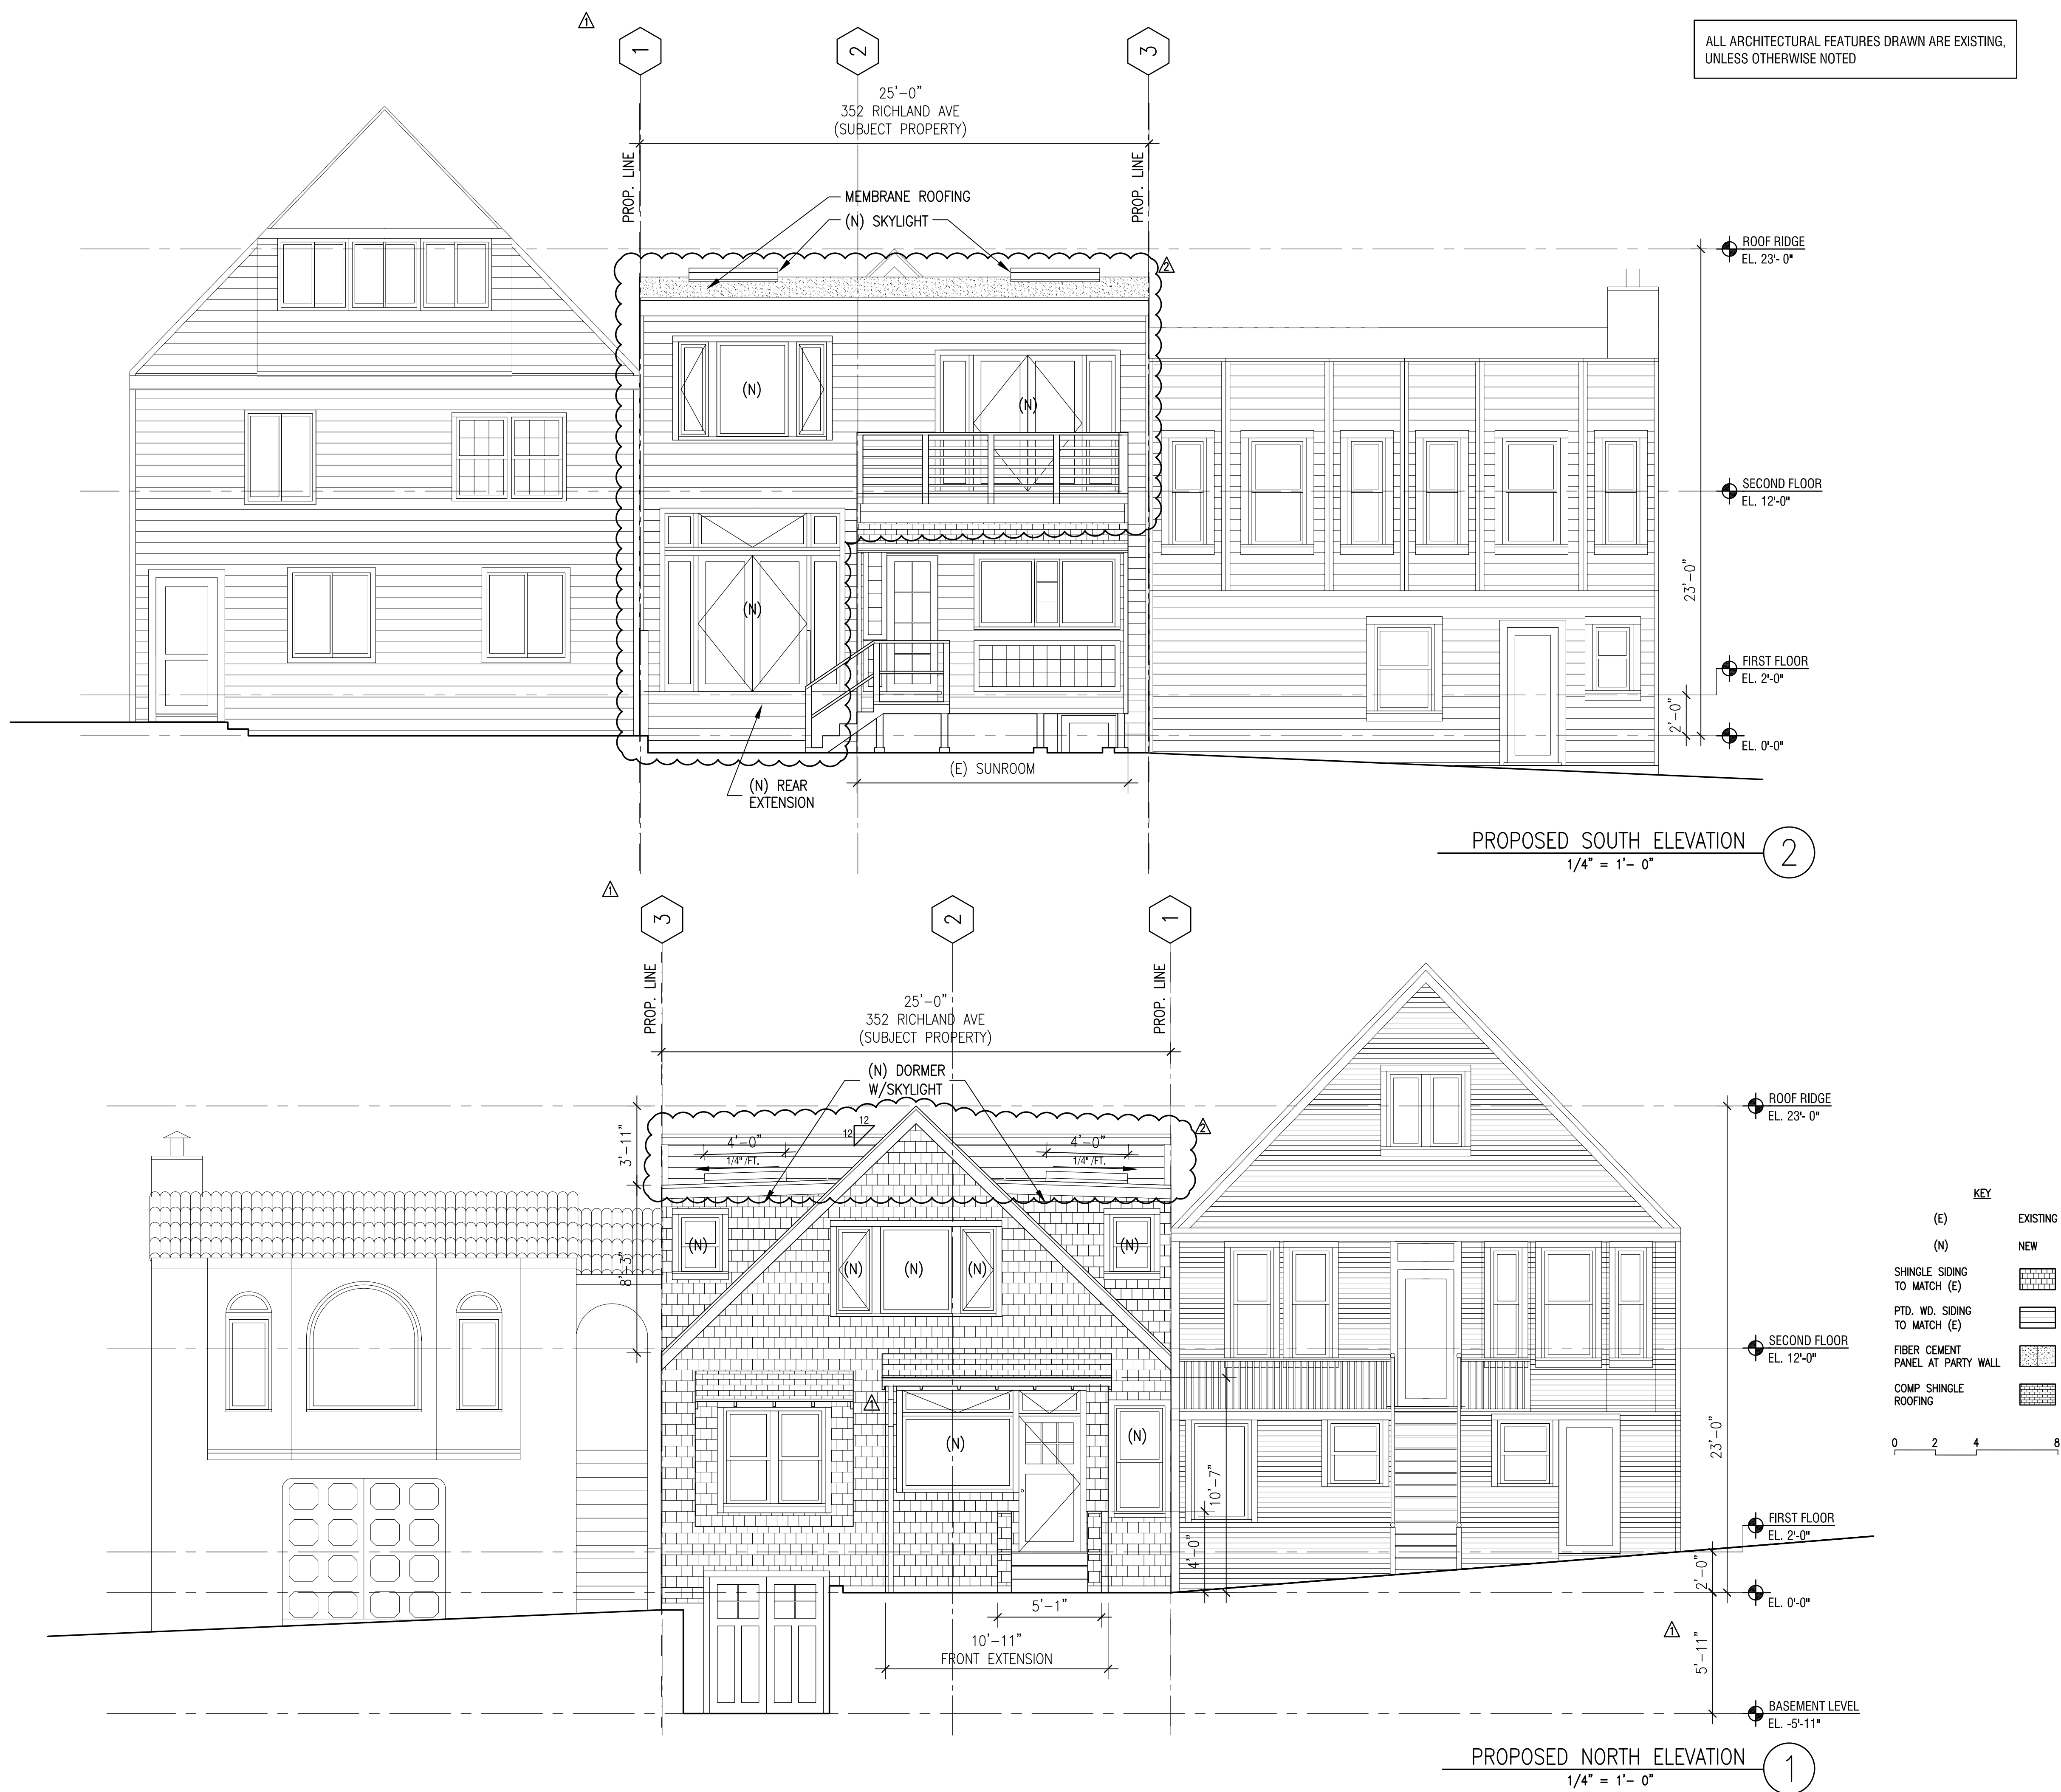 1
1
2
3
ALL ARCHITECTURAL FEATURES DRAWN ARE EXISTING,
UNLESS OTHERWISE NOTED
25'-0"
352 RICHLAND AVE
(SUBJECT PROPERTY)
PROP. LINE
PROP. LINE
MEMBRANE ROOFING
(N) SKYLIGHT
2
ROOF RIDGE
EL. 23'- 0"
(N)
(N)
SECOND FLOOR
EL. 12'-0"
23'-0"
(N)
FIRST FLOOR
EL. 2'-0"
2'-0"
EL. 0'-0"
(E) SUNROOM
(N) REAR
EXTENSION
PROPOSED SOUTH ELEVATION
1/4" = 1'- 0"
2
1
3
2
1
PROP. LINE
PROP. LINE
25'-0"
352 RICHLAND AVE
(SUBJECT PROPERTY)
(N) DORMER
W/SKYLIGHT
ROOF RIDGE
EL. 23'- 0"
3'-11"
12
12
4'-0"
1/4"/FT.
4'-0"
1/4"/FT.
2
8'-3"
(N)
(N)
(N)
(N)
(N)
(N)
SECOND FLOOR
EL. 12'-0"
1
(N)
(N)
10'-7"
4'-0"
23'-0"
FIRST FLOOR
EL. 2'-0"
2'-0"
EL. 0'-0"
5'-1"
10'-11"
FRONT EXTENSION
1
5'-11"
BASEMENT LEVEL
EL. -5'-11"
KEY
(E) EXISTING
(N) NEW
SHINGLE SIDING
TO MATCH (E)
PTD. WD. SIDING
TO MATCH (E)
FIBER CEMENT
PANEL AT PARTY WALL
COMP SHINGLE
ROOFING
0 2 4 8
PROPOSED NORTH ELEVATION
1/4" = 1'- 0"
1